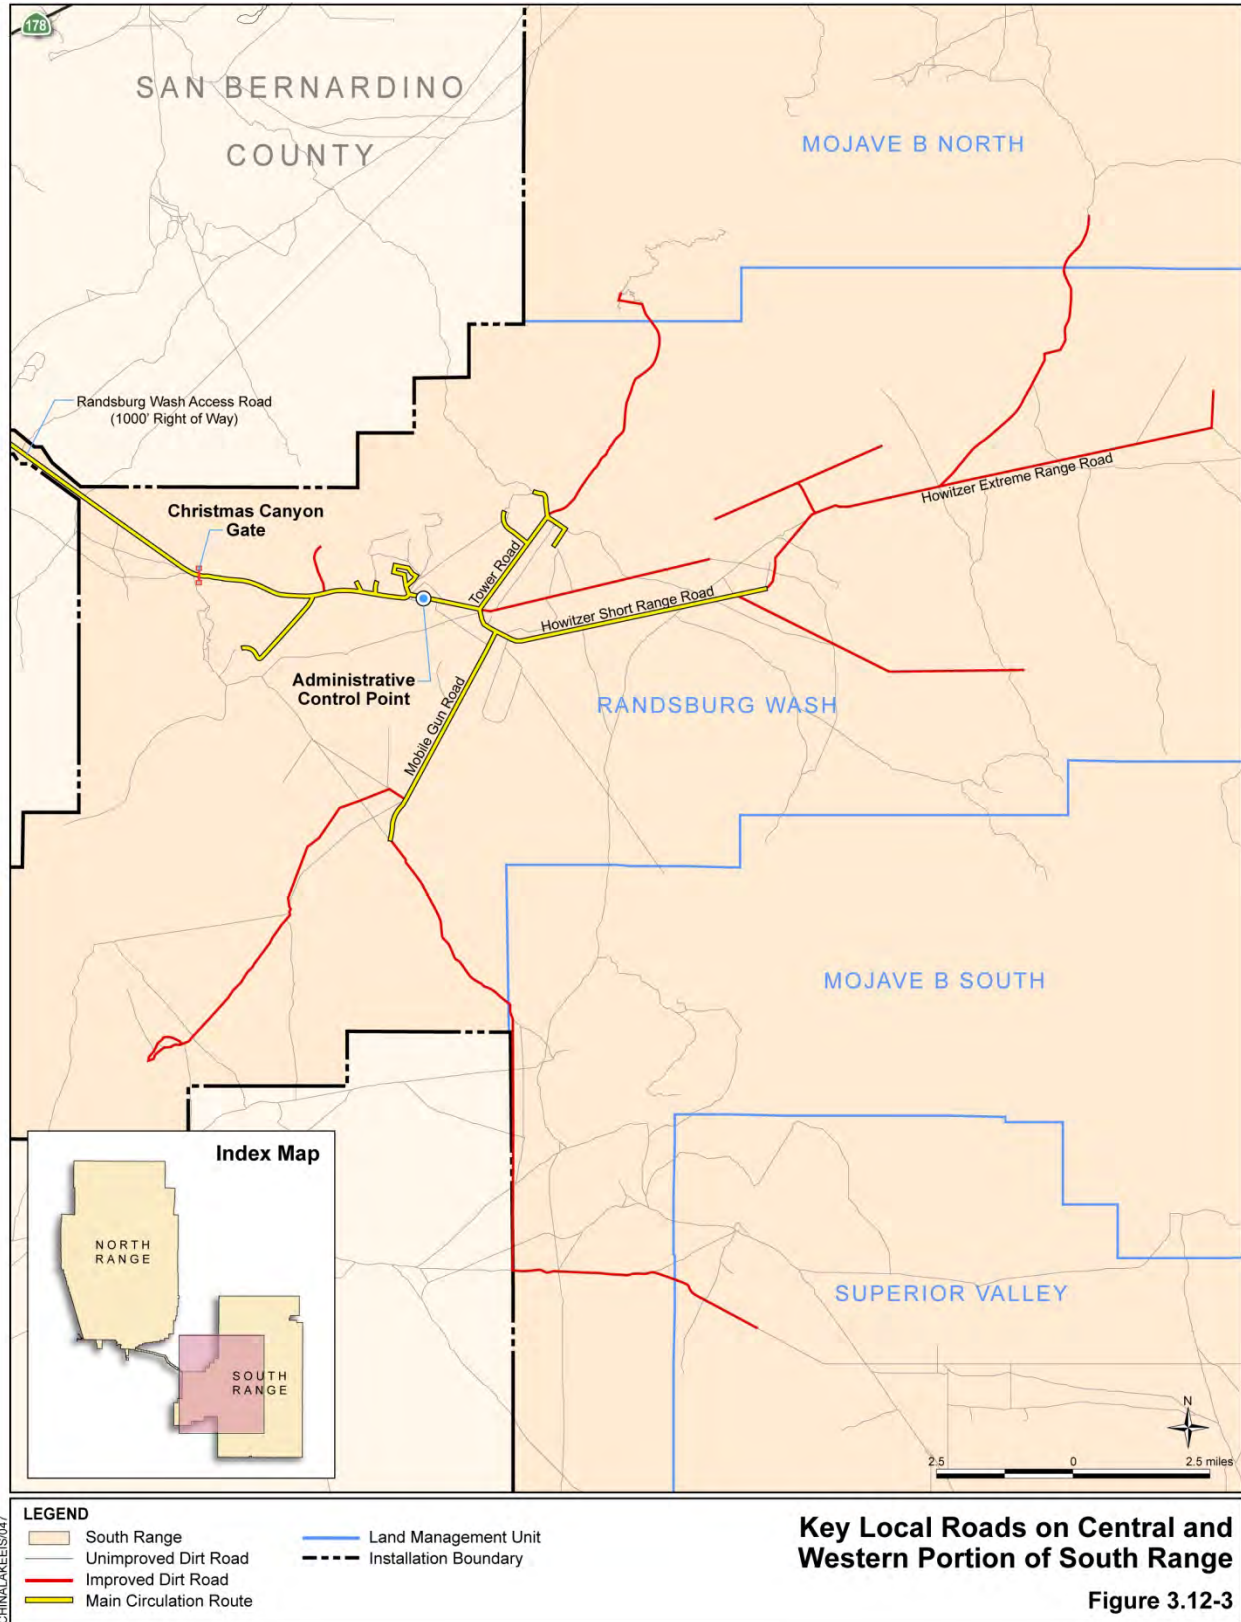 178
SAN BERNARDINO
COUNTY
MOJAVE B NORTH
Randsburg Wash Access Road
(1000' Right of Way)
Christmas Canyon
Gate
Howitzer Extreme Range Road
Tower Road
Howitzer Short Range Road
Administrative
Control Point
Mobile Gun Road
RANDSBURG WASH
MOJAVE B SOUTH
SUPERIOR VALLEY
Index Map
NORTH
RANGE
SOUTH
RANGE
N
2.5 0 2.5 miles
CHINALAKEEIS/047
LEGEND
South Range
Unimproved Dirt Road
Improved Dirt Road
Main Circulation Route
Land Management Unit
Installation Boundary
Key Local Roads on Central and
Western Portion of South Range
Figure 3.12-3